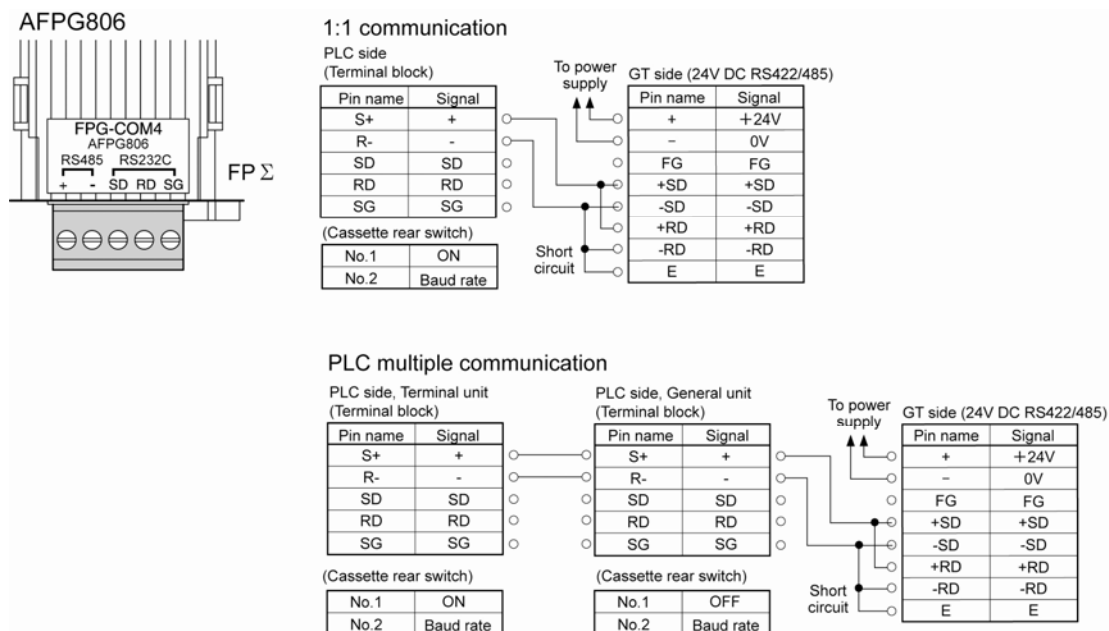 AFPG806
FPG-COM4
AFPG806
RS485 RS232C
+ - SD RD SG
FPΣ
1:1 communication
PLC side
(Terminal block)
Pin name Signal
S+ +
R- -
SD SD
RD RD
SG SG
(Cassette rear switch)
No.1 ON
No.2 Baud rate
To power
supply
Short
circuit
GT side (24V DC RS422/485)
Pin name Signal
+ +24V
- 0V
FG FG
+SD +SD
-SD -SD
+RD +RD
-RD -RD
E E
PLC multiple communication
PLC side, Terminal unit
(Terminal block)
Pin name Signal
S+ +
R- -
SD SD
RD RD
SG SG
(Cassette rear switch)
No.1 ON
No.2 Baud rate
PLC side, General unit
(Terminal block)
Pin name Signal
S+ +
R- -
SD SD
RD RD
SG SG
(Cassette rear switch)
No.1 OFF
No.2 Baud rate
To power
supply
Short
circuit
GT side (24V DC RS422/485)
Pin name Signal
+ +24V
- 0V
FG FG
+SD +SD
-SD -SD
+RD +RD
-RD -RD
E E